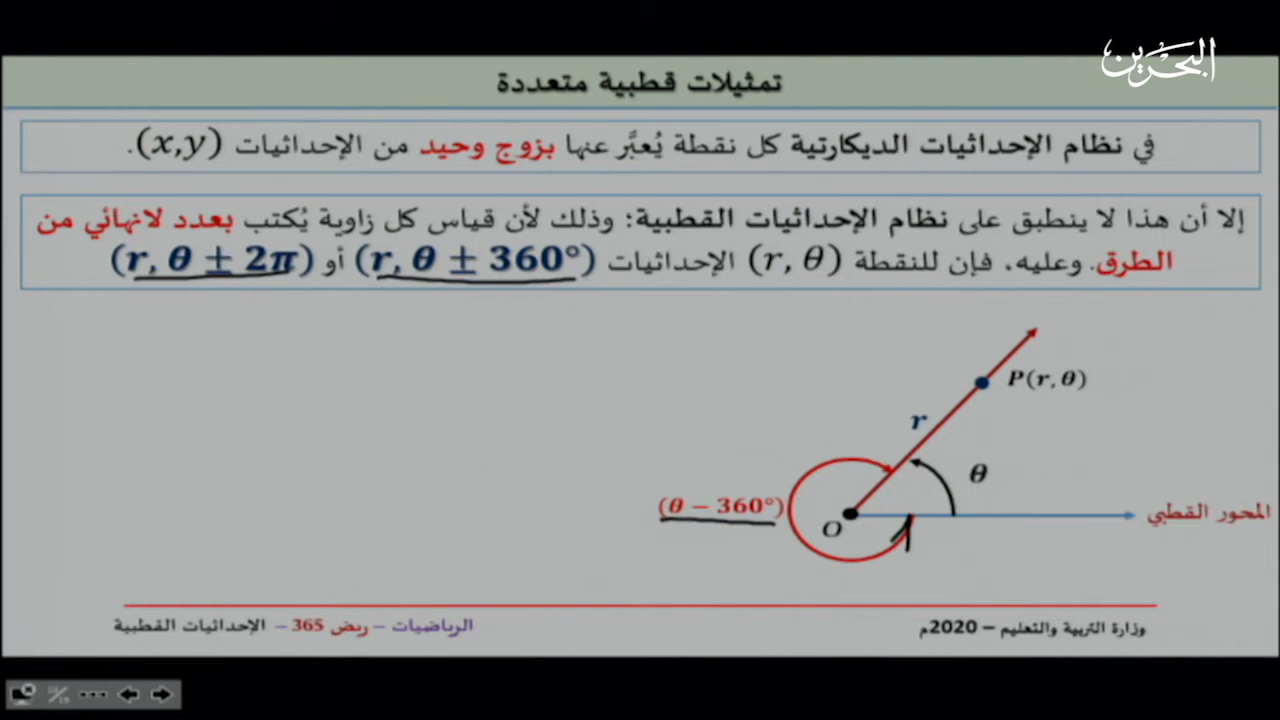 البحرين
تمثيلات قطبية متعددة
في نظام الإحداثيات الديكارتية كل نقطة يُعبَّر عنها بزوج وحيد من الإحداثيات (x,y).
إلا أن هذا لا ينطبق على نظام الإحداثيات القطبية؛ وذلك لأن قياس كل زاوية يُكتب بعدد لانهائي من
الطرق. وعليه، فإن للنقطة (r, θ) الإحداثيات (r, θ ± 360°) أو (r, θ ± 2π)
P(r, θ)
r
θ
(θ − 360°)
O
المحور القطبي
وزارة التربية والتعليم – 2020م
الرياضيات – ريض 365 – الإحداثيات القطبية